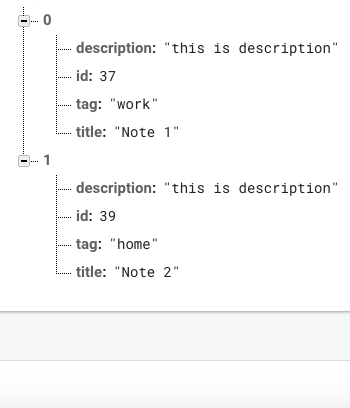 0
description: "this is description"
id: 37
tag: "work"
title: "Note 1"
1
description: "this is description"
id: 39
tag: "home"
title: "Note 2"